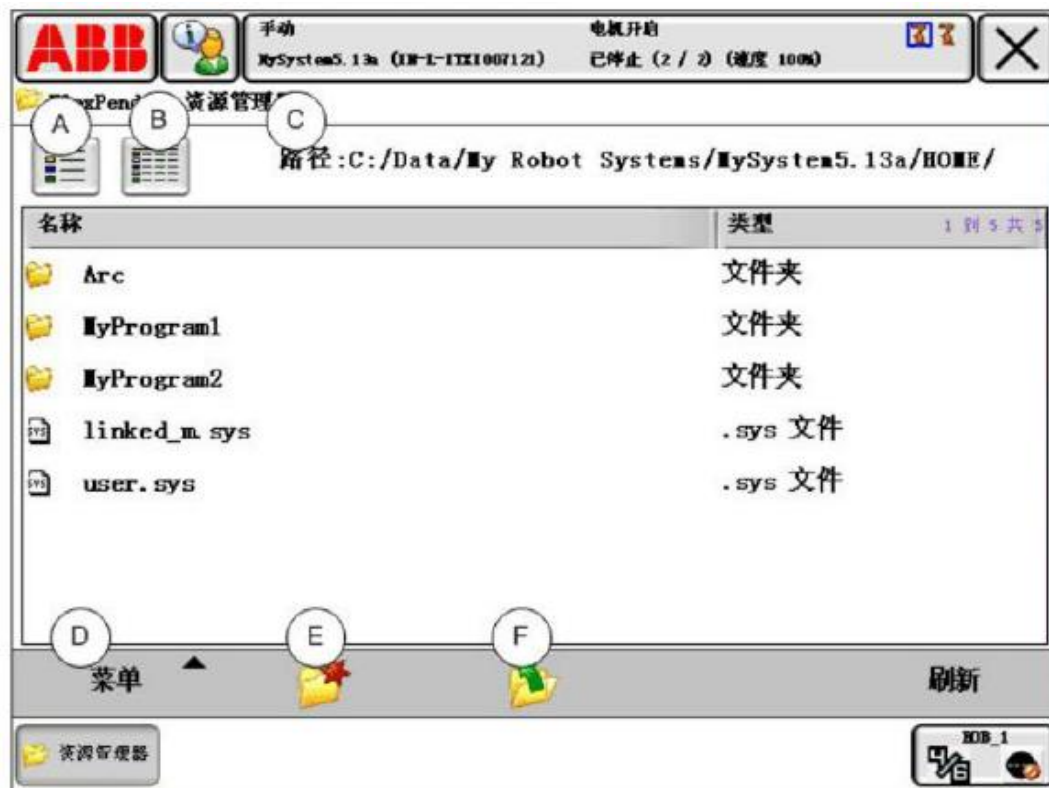 ABB
手动
电机开启
MySystem5.13a (IN-L-ITXI007121)
已停止 (2 / 2) (速度 100%)
资源管理
A
B
C
路径:C:/Data/My Robot Systems/MySystem5.13a/HOME/
名称
类型
1 到 5 共 5
Arc
文件夹
MyProgram1
文件夹
MyProgram2
文件夹
linked_m.sys
.sys 文件
user.sys
.sys 文件
D
E
F
菜单
刷新
资源管理器
ROB_1